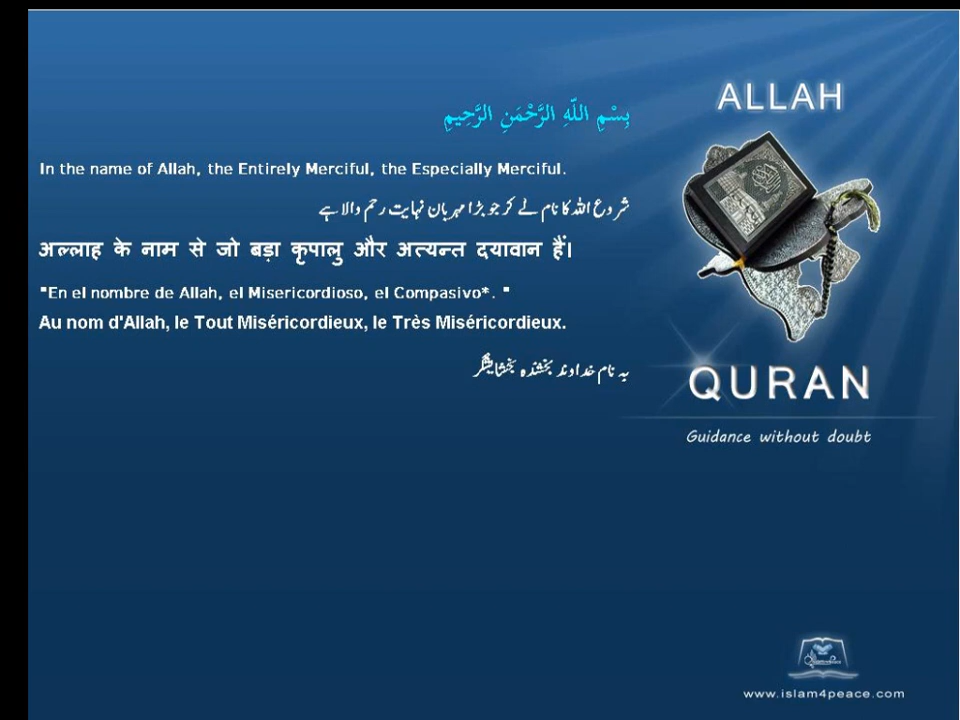 بِسْمِ اللّهِ الرَّحْمَنِ الرَّحِيمِ
In the name of Allah, the Entirely Merciful, the Especially Merciful.
شروع اللہ کا نام لے کر جو بڑا مہربان نہایت رحم والا ہے
अल्लाह के नाम से जो बड़ा कृपालु और अत्यन्त दयावान हैं।
"En el nombre de Allah, el Misericordioso, el Compasivo*. "
Au nom d'Allah, le Tout Miséricordieux, le Très Miséricordieux.
به نام خداوند بخشنده بخشایشگر
ALLAH
QURAN
Guidance without doubt
www.islam4peace.com